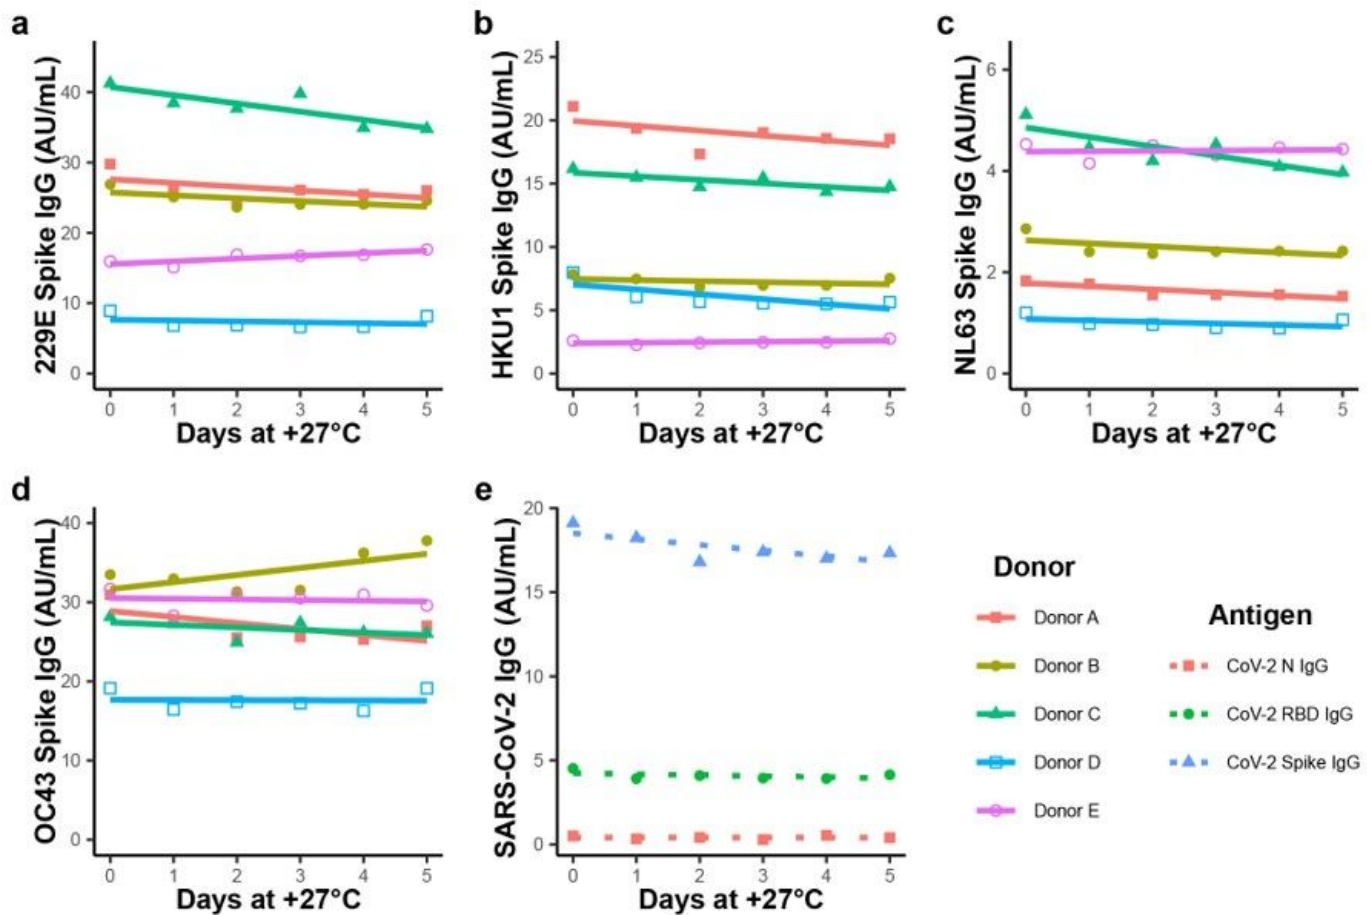 a
229E Spike IgG (AU/mL)
40
30
20
10
0
0 1 2 3 4 5
Days at +27°C
b
HKU1 Spike IgG (AU/mL)
25
20
15
10
5
0
0 1 2 3 4 5
Days at +27°C
c
NL63 Spike IgG (AU/mL)
6
4
2
0
0 1 2 3 4 5
Days at +27°C
d
OC43 Spike IgG (AU/mL)
40
30
20
10
0
0 1 2 3 4 5
Days at +27°C
e
SARS-CoV-2 IgG (AU/mL)
20
15
10
5
0
0 1 2 3 4 5
Days at +27°C
Donor
Donor A
Donor B
Donor C
Donor D
Donor E
Antigen
CoV-2 N IgG
CoV-2 RBD IgG
CoV-2 Spike IgG